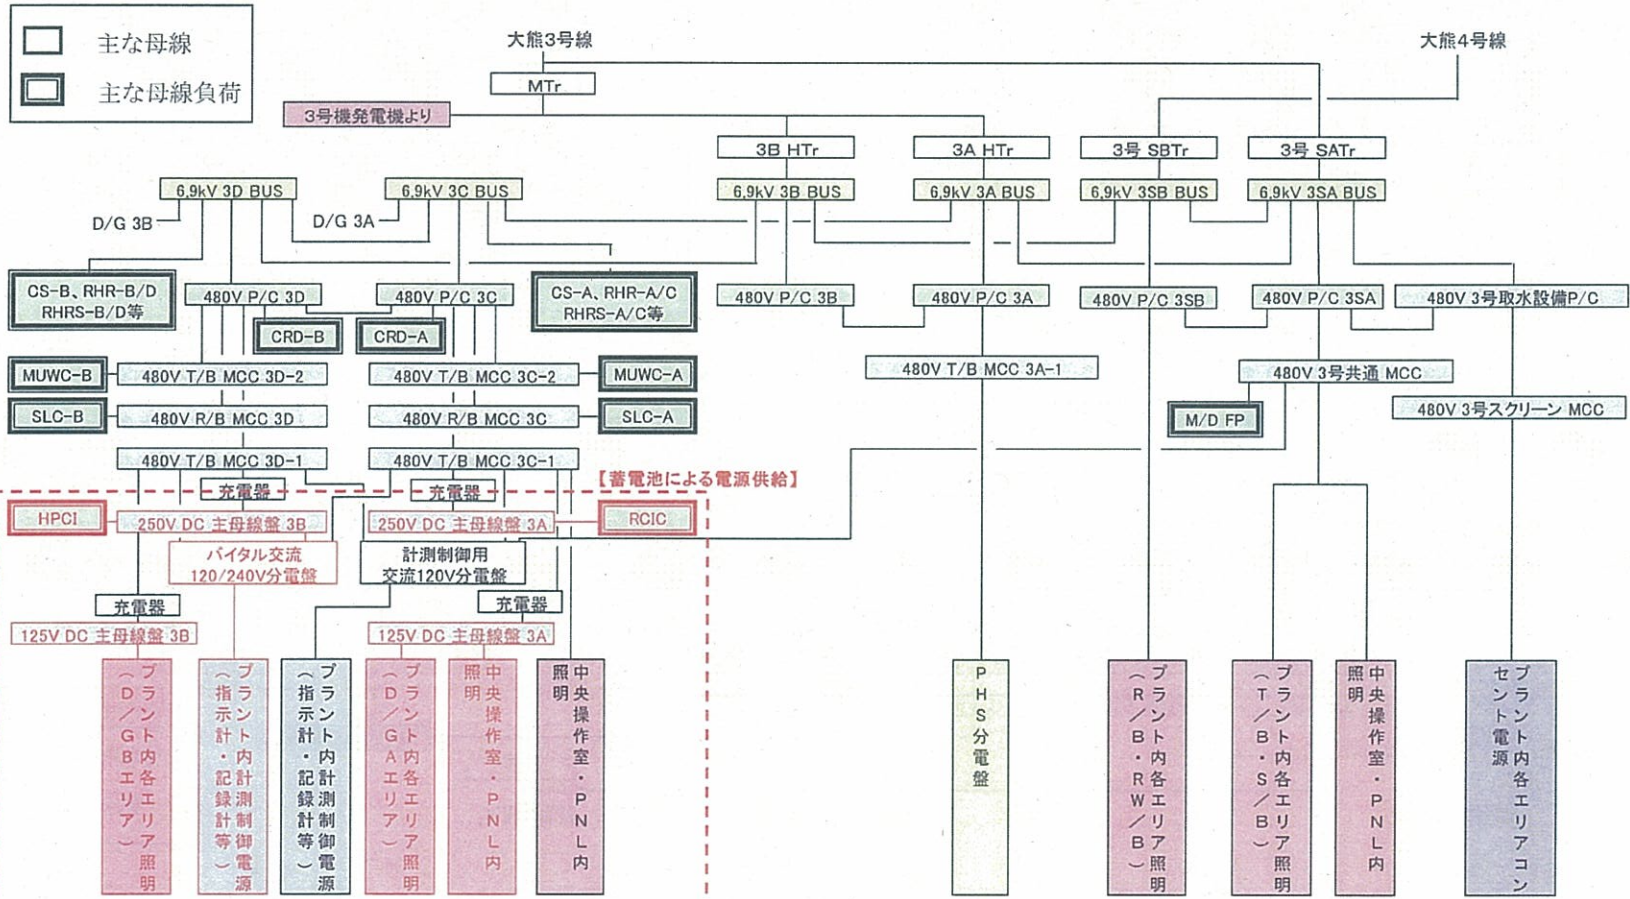 主な母線
主な母線負荷
大熊3号線
大熊4号線
MTr
3号機発電機より
3B HTr
3A HTr
3号 SBTr
3号 SATr
6,9kV 3D BUS
6,9kV 3C BUS
6,9kV 3B BUS
6,9kV 3A BUS
6,9kV 3SB BUS
6,9kV 3SA BUS
D/G 3B
D/G 3A
CS-B、RHR-B/D
RHRS-B/D等
480V P/C 3D
480V P/C 3C
CS-A、RHR-A/C
RHRS-A/C等
480V P/C 3B
480V P/C 3A
480V P/C 3SB
480V P/C 3SA
480V 3号取水設備P/C
CRD-B
CRD-A
MUWC-B
480V T/B MCC 3D-2
480V T/B MCC 3C-2
MUWC-A
480V T/B MCC 3A-1
480V 3号共通 MCC
SLC-B
480V R/B MCC 3D
480V R/B MCC 3C
SLC-A
M/D FP
480V 3号スクリーン MCC
480V T/B MCC 3D-1
480V T/B MCC 3C-1
【蓄電池による電源供給】
充電器
充電器
HPCI
250V DC 主母線盤 3B
250V DC 主母線盤 3A
RCIC
バイタル交流
120/240V分電盤
計測制御用
交流120V分電盤
充電器
充電器
125V DC 主母線盤 3B
125V DC 主母線盤 3A
プラント内各エリア照明
(D/GBエリア)
プラント内計測制御電源
(指示計・記録計等)
プラント内計測制御電源
(指示計・記録計等)
プラント内各エリア照明
(D/GAエリア)
中央操作室・PNL内
照明
中央操作室・PNL内
照明
PHS分電盤
プラント内各エリア照明
(R/B・RW/B)
プラント内各エリア照明
(T/B・S/B)
中央操作室・PNL内
照明
プラント内各エリアコン
セント電源